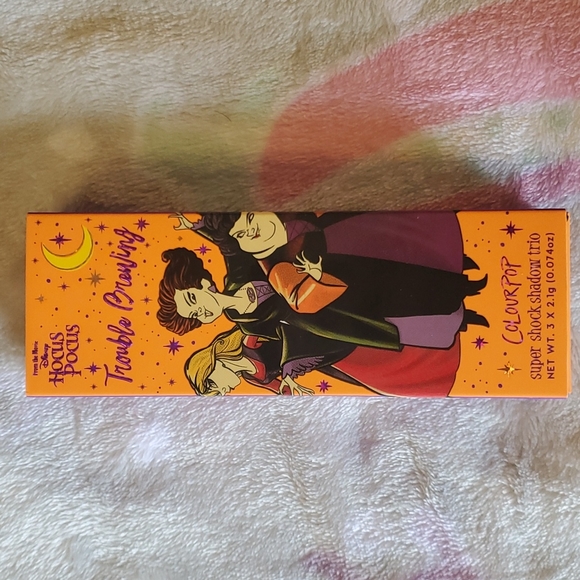 From the Movie
Disney
HOCUS
POCUS
Trouble Brewing
COLOURPOP
super shock shadow trio
NET WT. 3 X 2.1g (0.074oz)